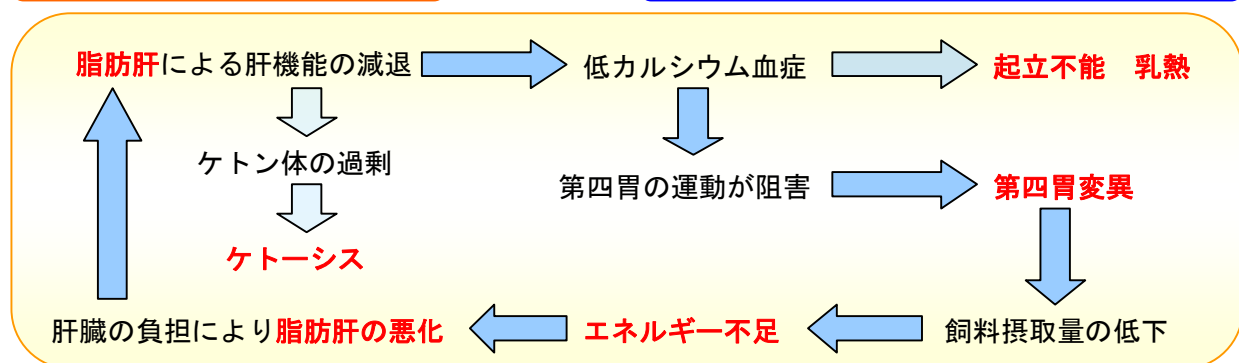 脂肪肝による肝機能の減退
低カルシウム血症
起立不能　乳熱
ケトン体の過剰
第四胃の運動が阻害
第四胃変異
ケトーシス
肝臓の負担により脂肪肝の悪化
エネルギー不足
飼料摂取量の低下